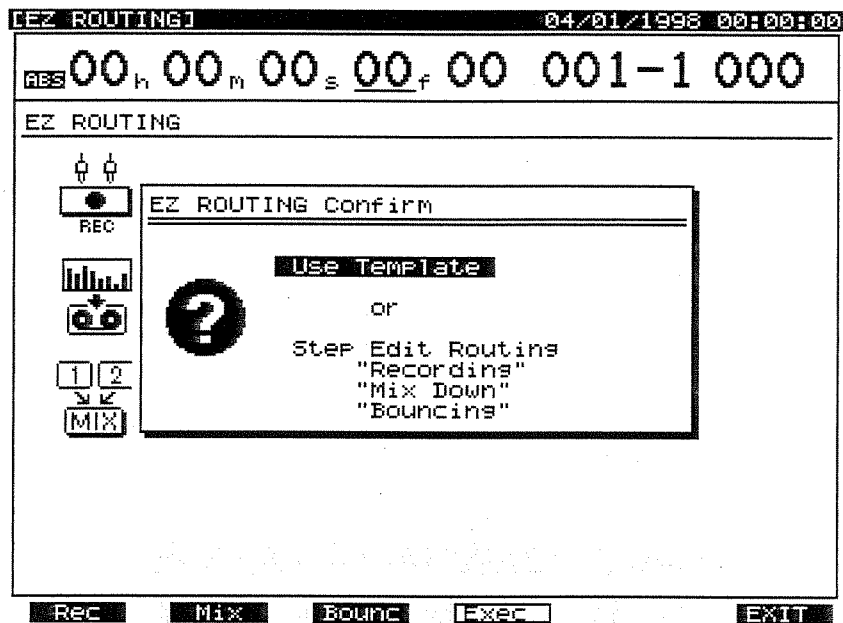 [EZ ROUTING] 04/01/1998 00:00:00
ABS 00h 00m 00s 00f 00 001-1 000
EZ ROUTING
REC
EZ ROUTING Confirm
?
Use Template
or
Step Edit Routing
"Recording"
"Mix Down"
"Bouncing"
1 2
MIX
Rec Mix Bounc Exec EXIT